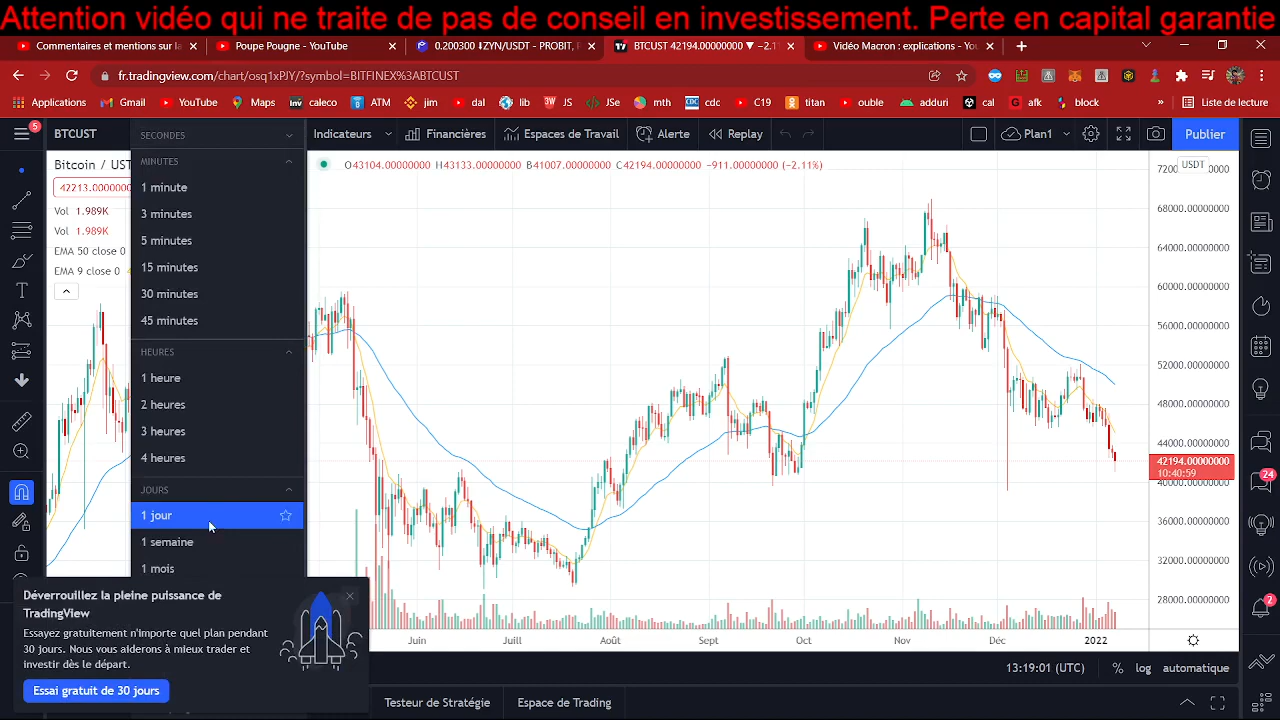 Attention vidéo qui ne traite de pas de conseil en investissement. Perte en capital garantie
Commentaires et mentions sur la
Poupe Pougne - YouTube
0.200300 ⇩ZYN/USDT - PROBIT,
BTCUST 42194.00000000 ▼ −2.1
Vidéo Macron : explications - You
fr.tradingview.com/chart/osq1xPJY/?symbol=BITFINEX%3ABTCUST
Applications
Gmail
YouTube
Maps
inv caleco
ATM
jim
dal
lib
JS
JSe
mth
cdc
C19
titan
ouble
adduri
cal
afk
block
»
Liste de lecture
5
BTCUST
SECONDES
Indicateurs
Financières
Espaces de Travail
Alerte
Replay
Plan1
Publier
Bitcoin / UST
O43104.00000000 H43133.00000000 B41007.00000000 C42194.00000000 −911.00000000 (−2.11%)
USDT
42213.0000000
Vol 1.989K
Vol 1.989K
EMA 50 close 0
EMA 9 close 0
MINUTES
1 minute
3 minutes
5 minutes
15 minutes
30 minutes
45 minutes
HEURES
1 heure
2 heures
3 heures
4 heures
JOURS
1 jour
1 semaine
1 mois
68000.00000000
64000.00000000
60000.00000000
56000.00000000
52000.00000000
48000.00000000
44000.00000000
42194.00000000
10:40:59
40000.00000000
36000.00000000
32000.00000000
28000.00000000
24
2
Juin
Juill
Août
Sept
Oct
Nov
Déc
2022
Déverrouillez la pleine puissance de
TradingView
Essayez gratuitement n'importe quel plan pendant
30 jours. Nous vous aiderons à mieux trader et
investir dès le départ.
Essai gratuit de 30 jours
13:19:01 (UTC)
%
log
automatique
Testeur de Stratégie
Espace de Trading